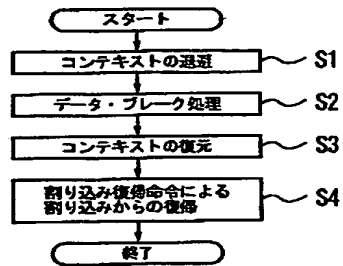 スタート
コンテキストの退避
S1
データ・ブレーク処理
S2
コンテキストの復元
S3
割り込み復帰命令による
割り込みからの復帰
S4
終了